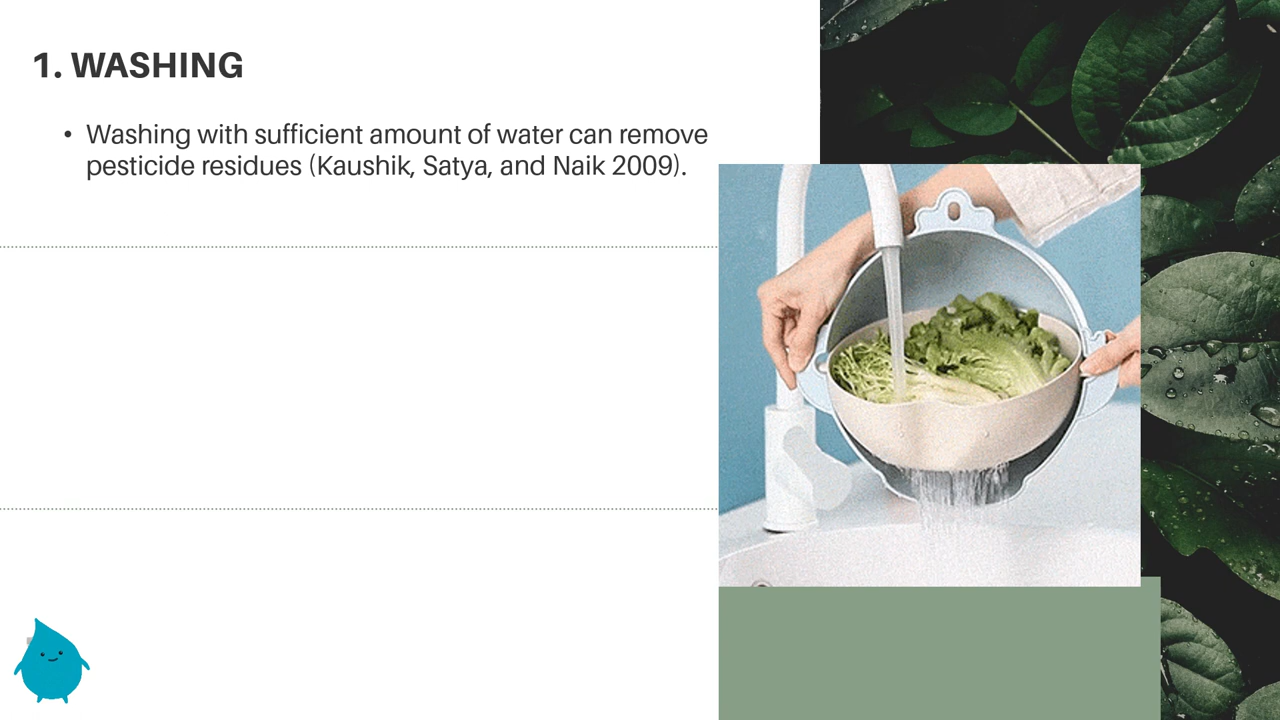 1. WASHING
• Washing with sufficient amount of water can remove
pesticide residues (Kaushik, Satya, and Naik 2009).